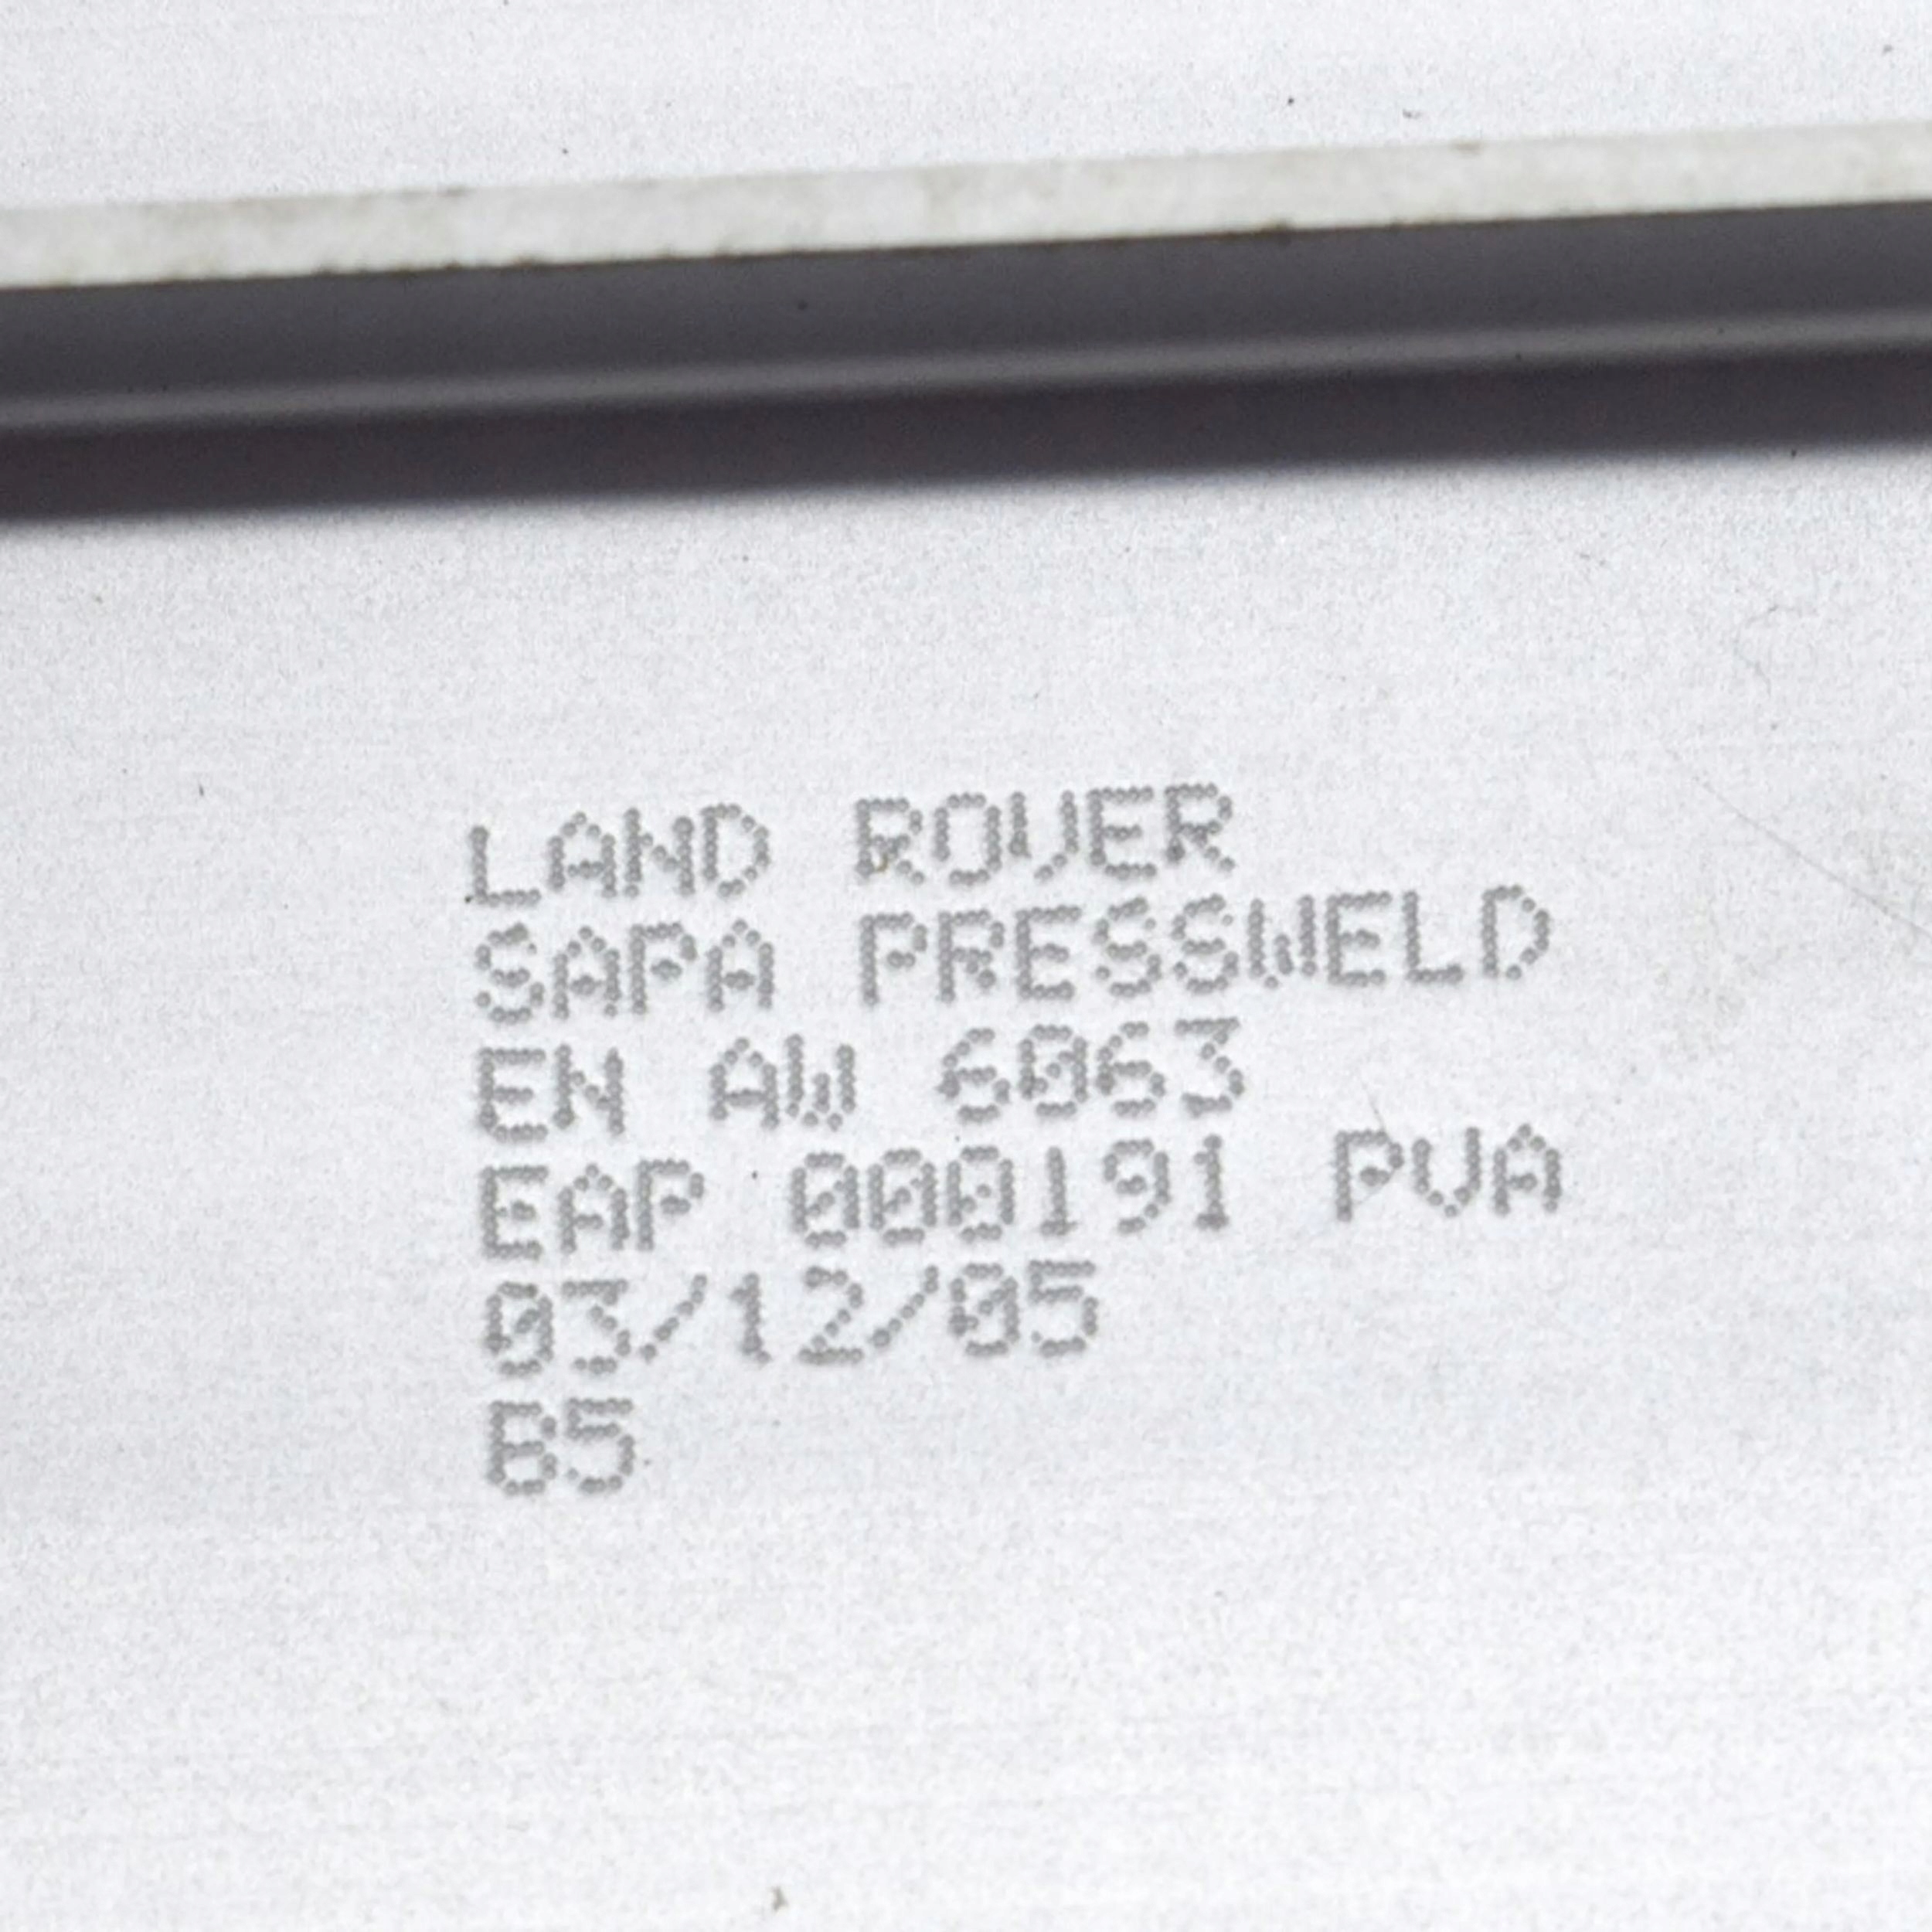 LAND ROVER
SAPA PRESSWELD
EN AW 6063
EAP 000191 PVA
03/12/05
B5